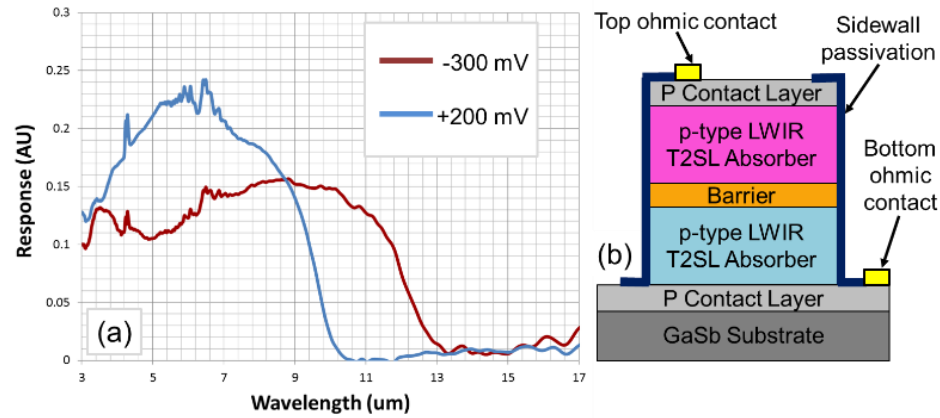 0.3
0.25
0.2
0.15
0.1
0.05
0
Response (AU)
-300 mV
+200 mV
(a)
3
5
7
9
11
13
15
17
Wavelength (um)
Top ohmic contact
Sidewall
passivation
P Contact Layer
p-type LWIR
T2SL Absorber
Bottom
ohmic
contact
Barrier
p-type LWIR
T2SL Absorber
(b)
P Contact Layer
GaSb Substrate